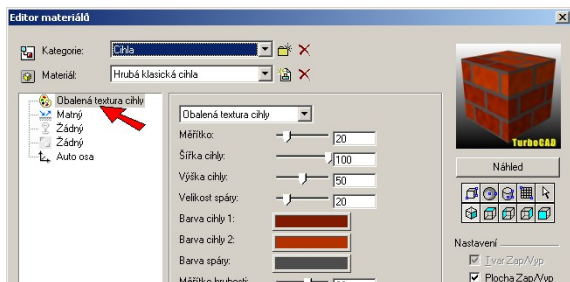 Editor materiálů
Kategorie: Cihla
Materiál: Hrubá klasická cihla
Obalená textura cihly
Matný
Žádný
Žádný
Auto osa
Obalená textura cihly
Měřítko: 20
Šířka cihly: 100
Výška cihly: 50
Velikost spáry: 20
Barva cihly 1:
Barva cihly 2:
Barva spáry:
Měřítko hrubosti:
TurboCAD
Náhled
Nastavení
Tvar Zap/Vyp
Plocha Zap/Vyp